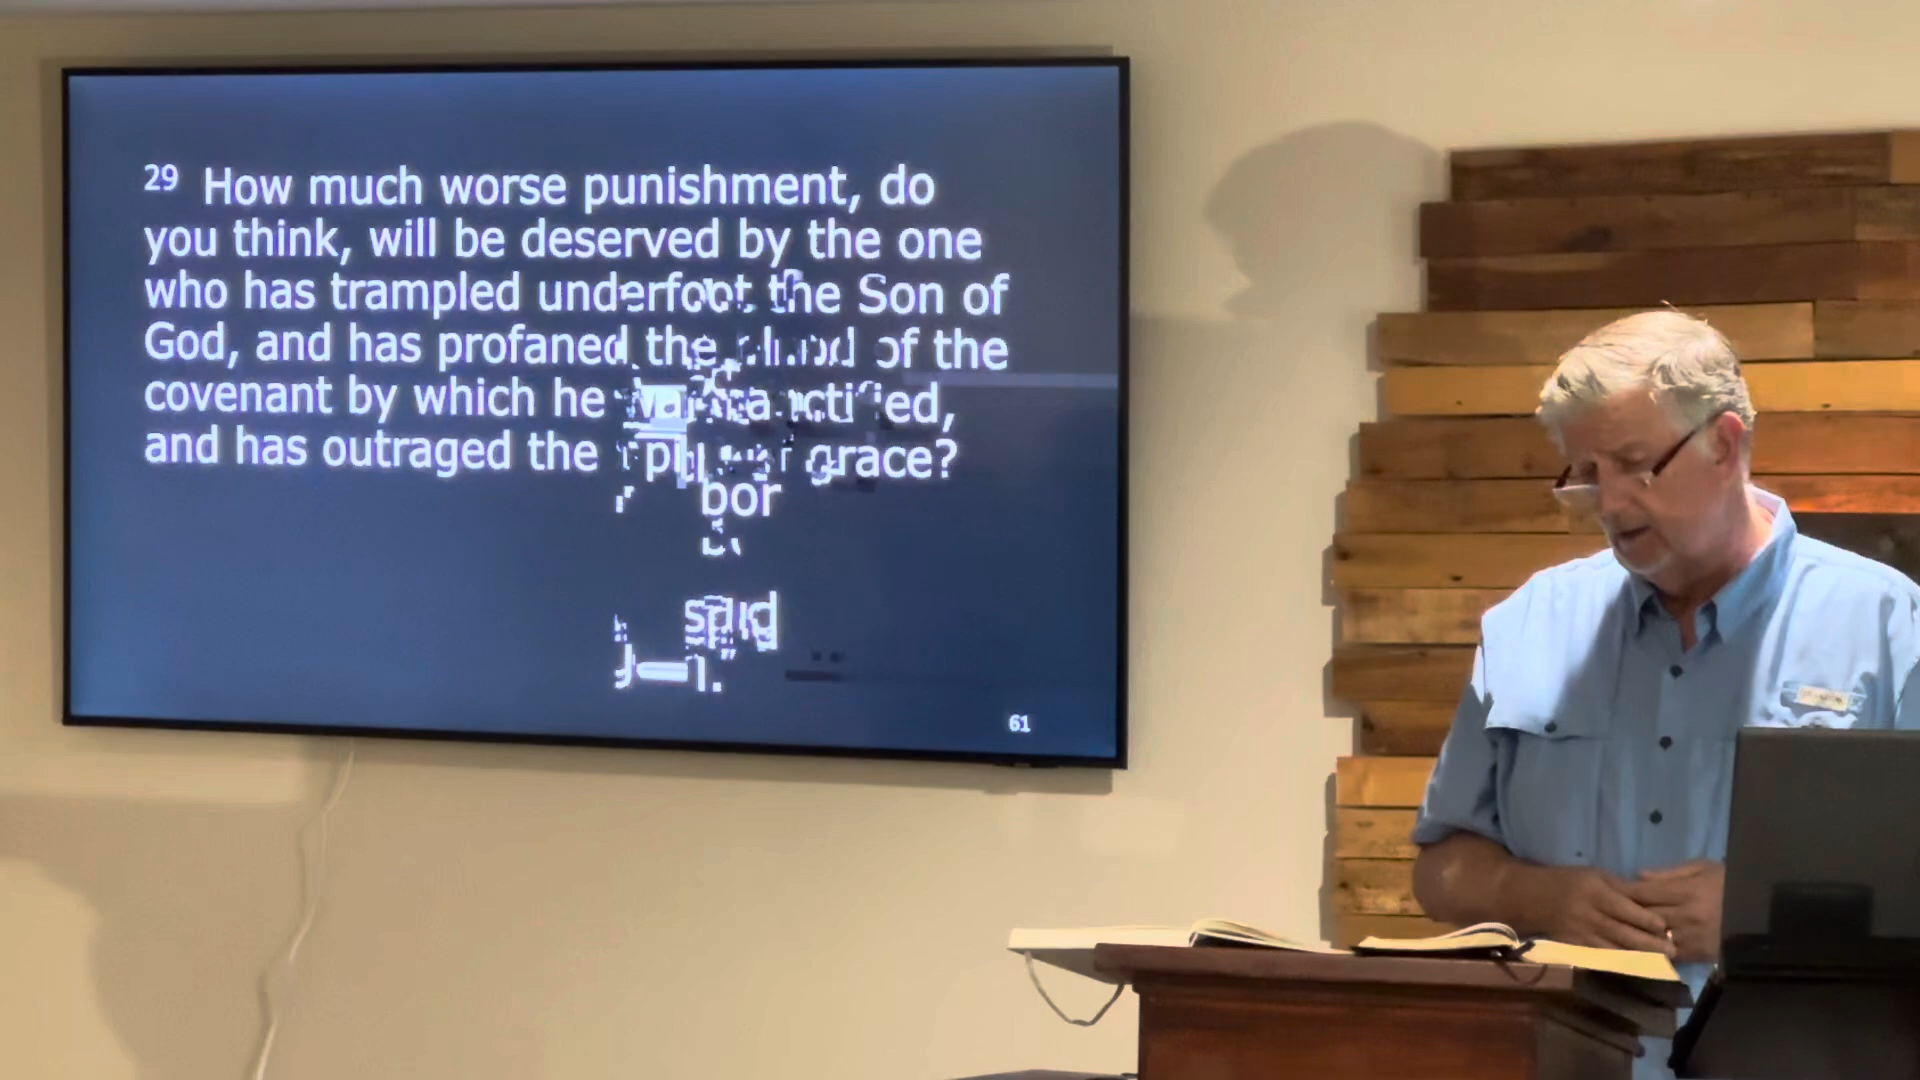 29 How much worse punishment, do
you think, will be deserved by the one
who has trampled underfoot the Son of
God, and has profaned the of the
covenant by which he
and has outraged the grace?
bor
61